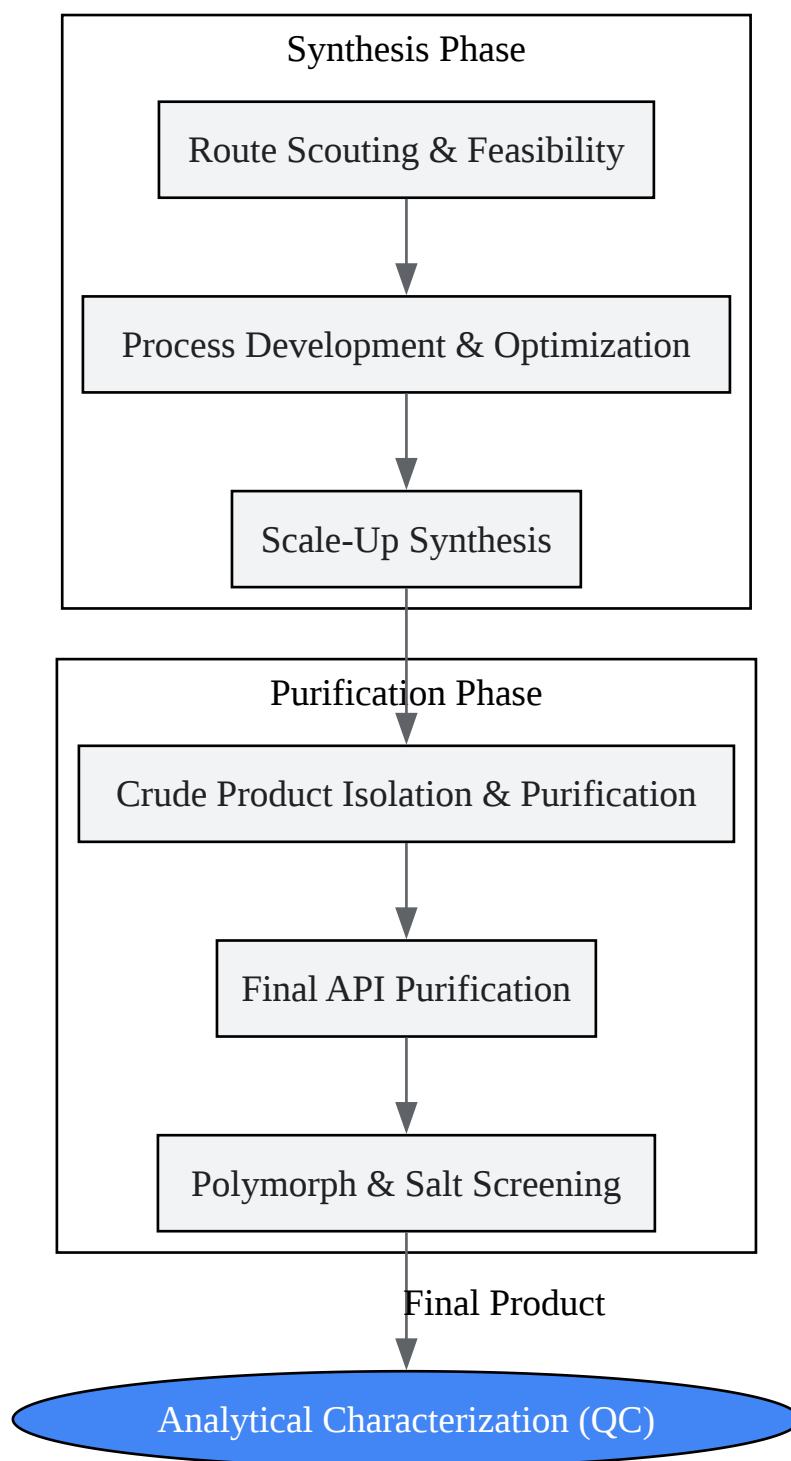 Synthesis Phase
Route Scouting & Feasibility
Process Development & Optimization
Scale-Up Synthesis
Purification Phase
Crude Product Isolation & Purification
Final API Purification
Polymorph & Salt Screening
Final Product
Analytical Characterization (QC)